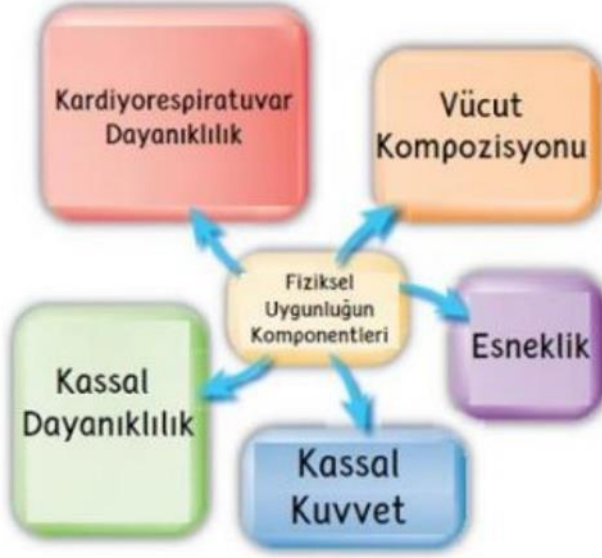 Kardiyorespiratuvar
Dayanıklılık
Vücut
Kompozisyonu
Fiziksel
Uygunluğun
Komponentleri
Esneklik
Kassal
Dayanıklılık
Kassal
Kuvvet